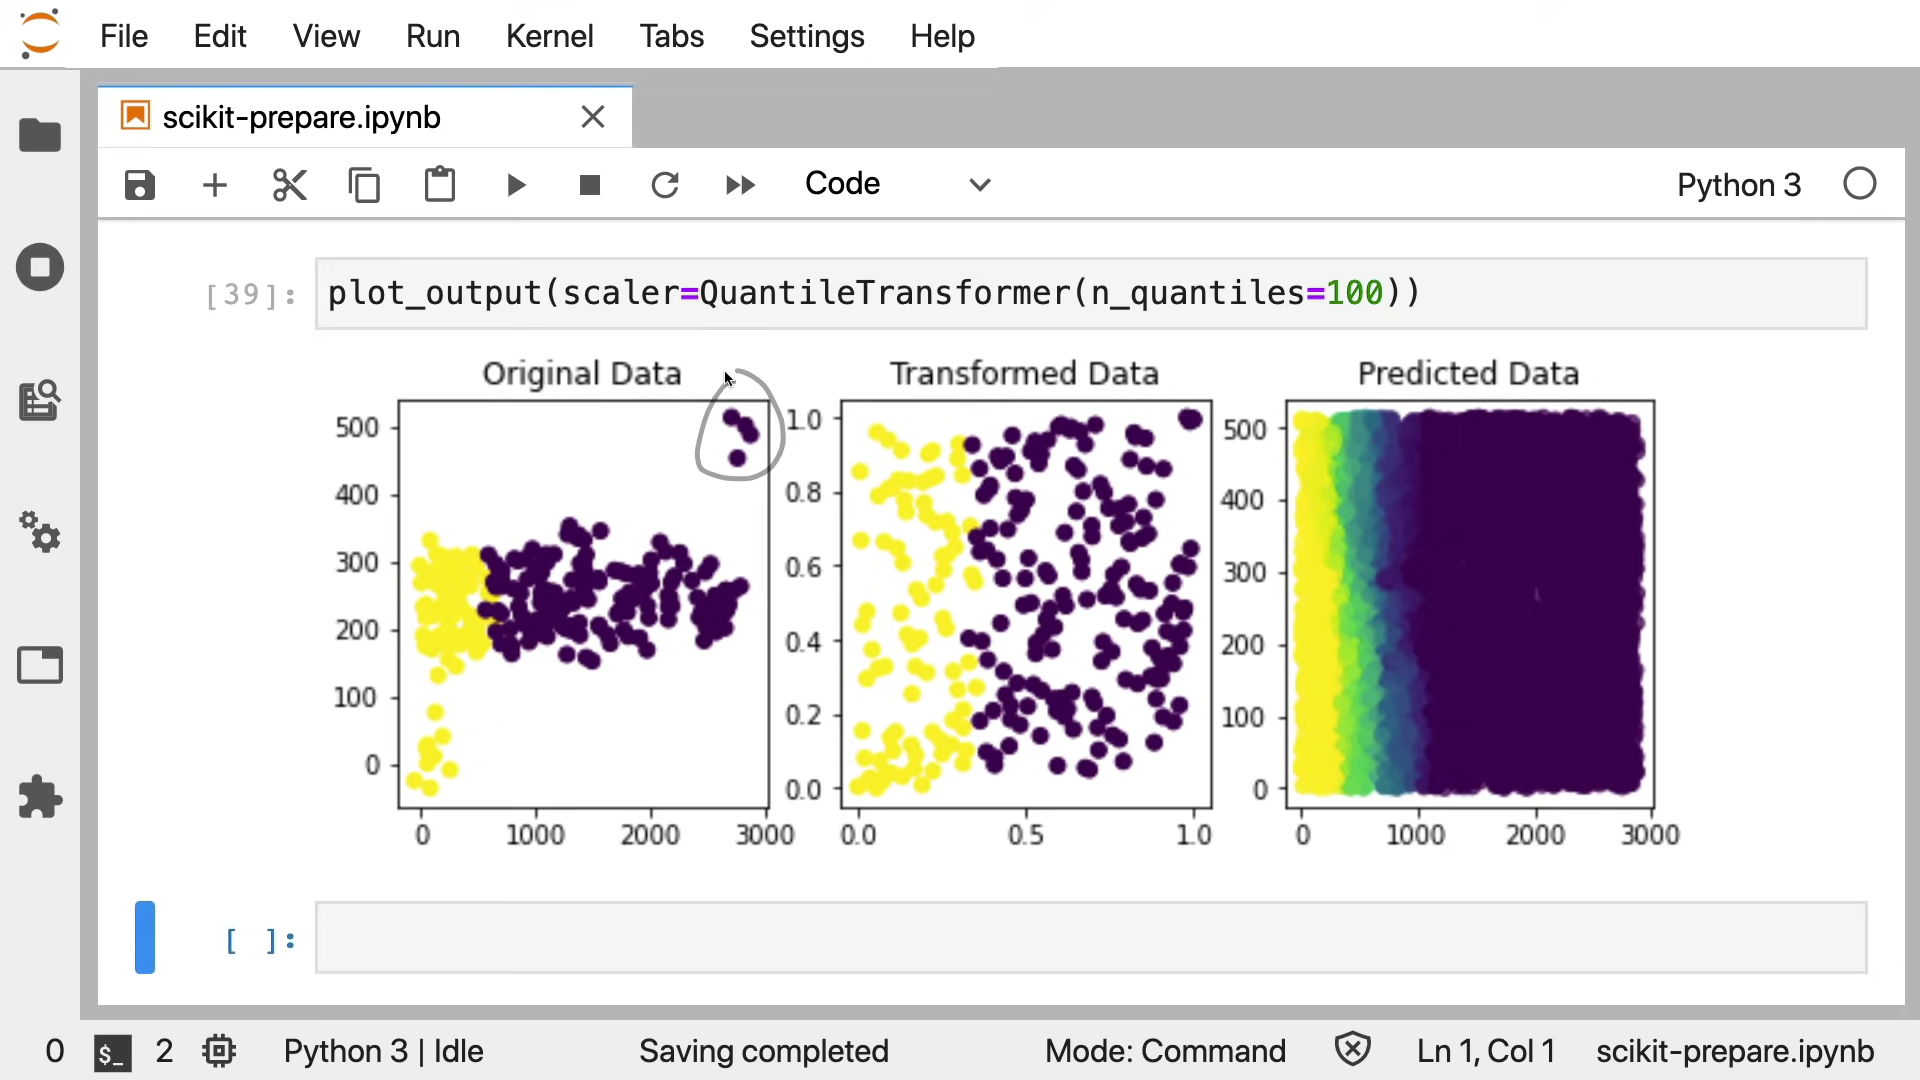 File Edit View Run Kernel Tabs Settings Help
scikit-prepare.ipynb
Code Python 3
[39]: plot_output(scaler=QuantileTransformer(n_quantiles=100))
Original Data Transformed Data Predicted Data
500 1.0 500
400 0.8 400
300 0.6 300
200 0.4 200
100 0.2 100
0 0.0 0
0 1000 2000 3000 0.0 0.5 1.0 0 1000 2000 3000
[ ]:
0 $_ 2 Python 3 | Idle Saving completed Mode: Command Ln 1, Col 1 scikit-prepare.ipynb